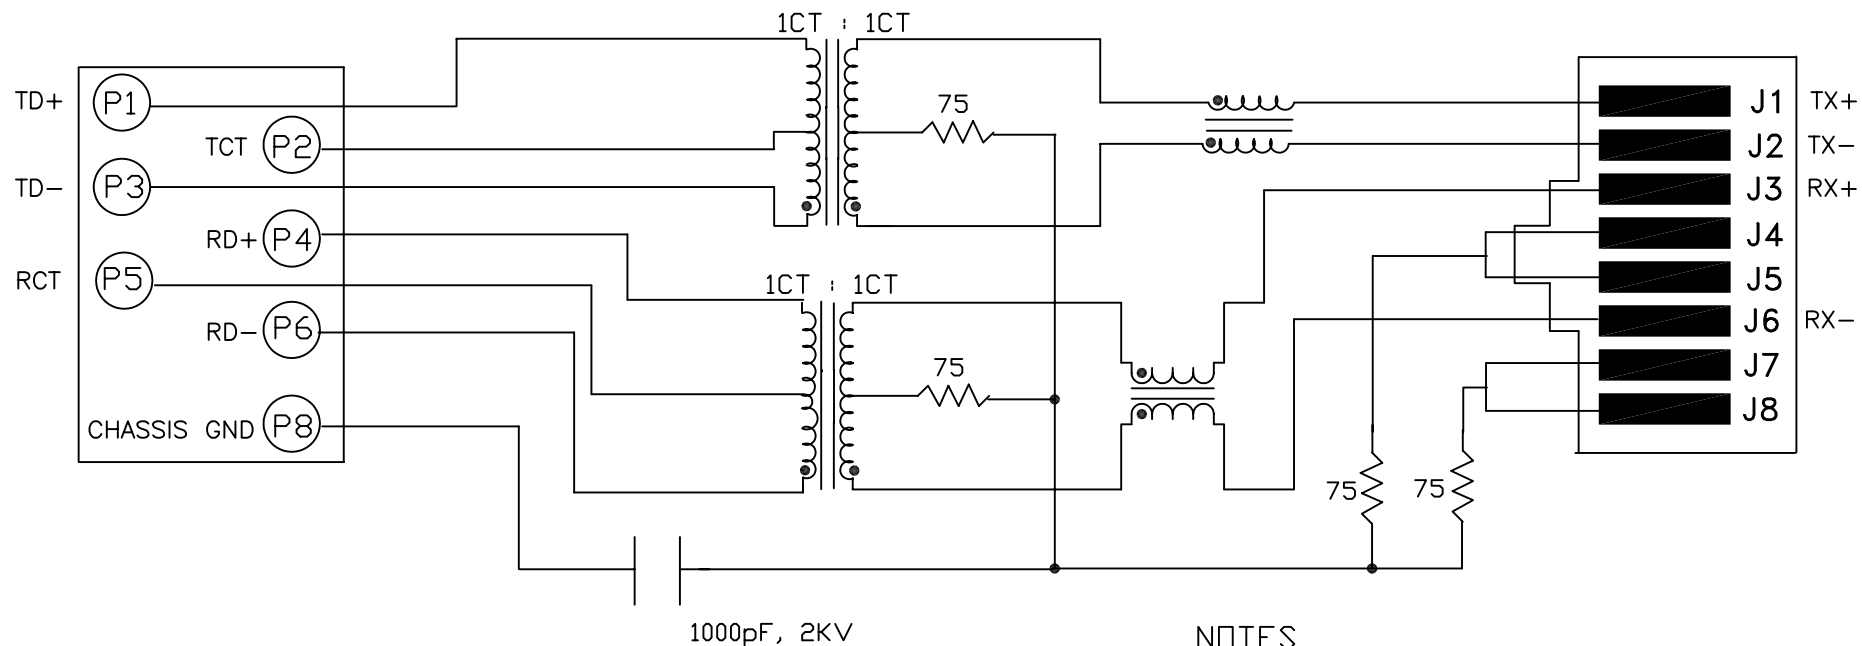 1CT : 1CT
TD+ P1
TCT P2
TD- P3
RD+ P4
RCT P5
RD- P6
CHASSIS GND P8
75
1CT : 1CT
75
75
75
1000pF, 2KV
J1 TX+
J2 TX-
J3 RX+
J4
J5
J6 RX-
J7
J8
NOTES